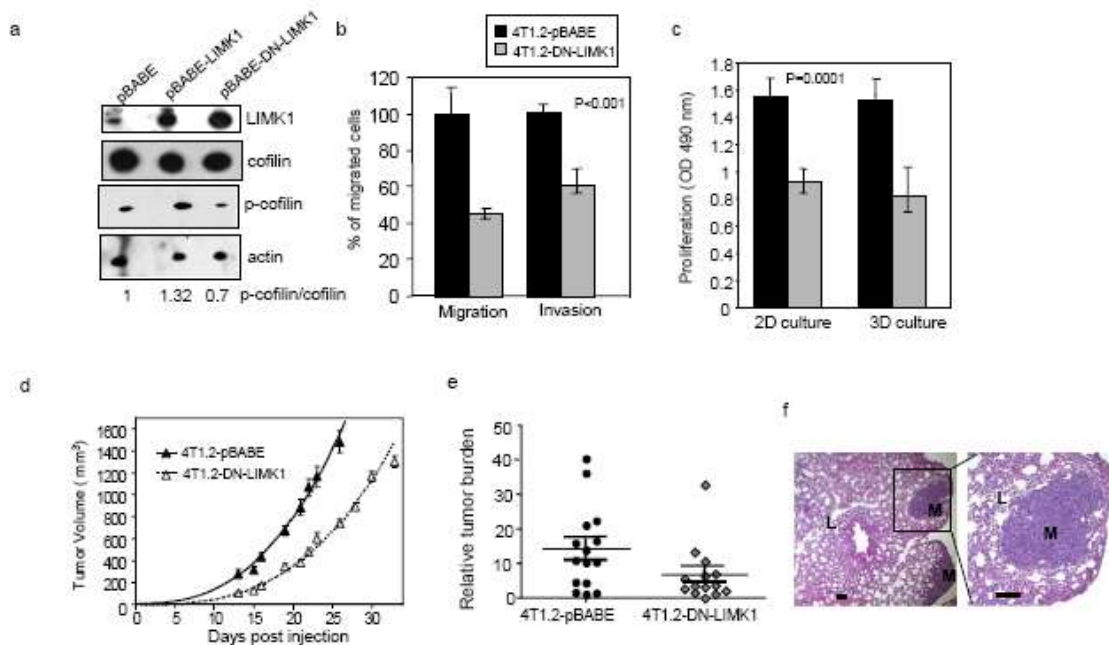 a
pBABE
pBABE-LIMK1
pBABE-DN-LIMK1
LIMK1
cofilin
p-cofilin
actin
1 1.32 0.7 p-cofilin/cofilin
b
4T1.2-pBABE
4T1.2-DN-LIMK1
% of migrated cells
120
100
80
60
40
20
0
P<0.001
Migration Invasion
c
Proliferation (OD 490 nm)
1.8
1.6
1.4
1.2
1
0.8
0.6
0.4
0.2
0
P=0.0001
2D culture 3D culture
d
Tumor Volume ( mm³)
1600
1400
1200
1000
800
600
400
200
0
4T1.2-pBABE
4T1.2-DN-LIMK1
0 5 10 15 20 25 30
Days post injection
e
Relative tumor burden
50
40
30
20
10
0
4T1.2-pBABE 4T1.2-DN-LIMK1
f
L
M
M
L
M